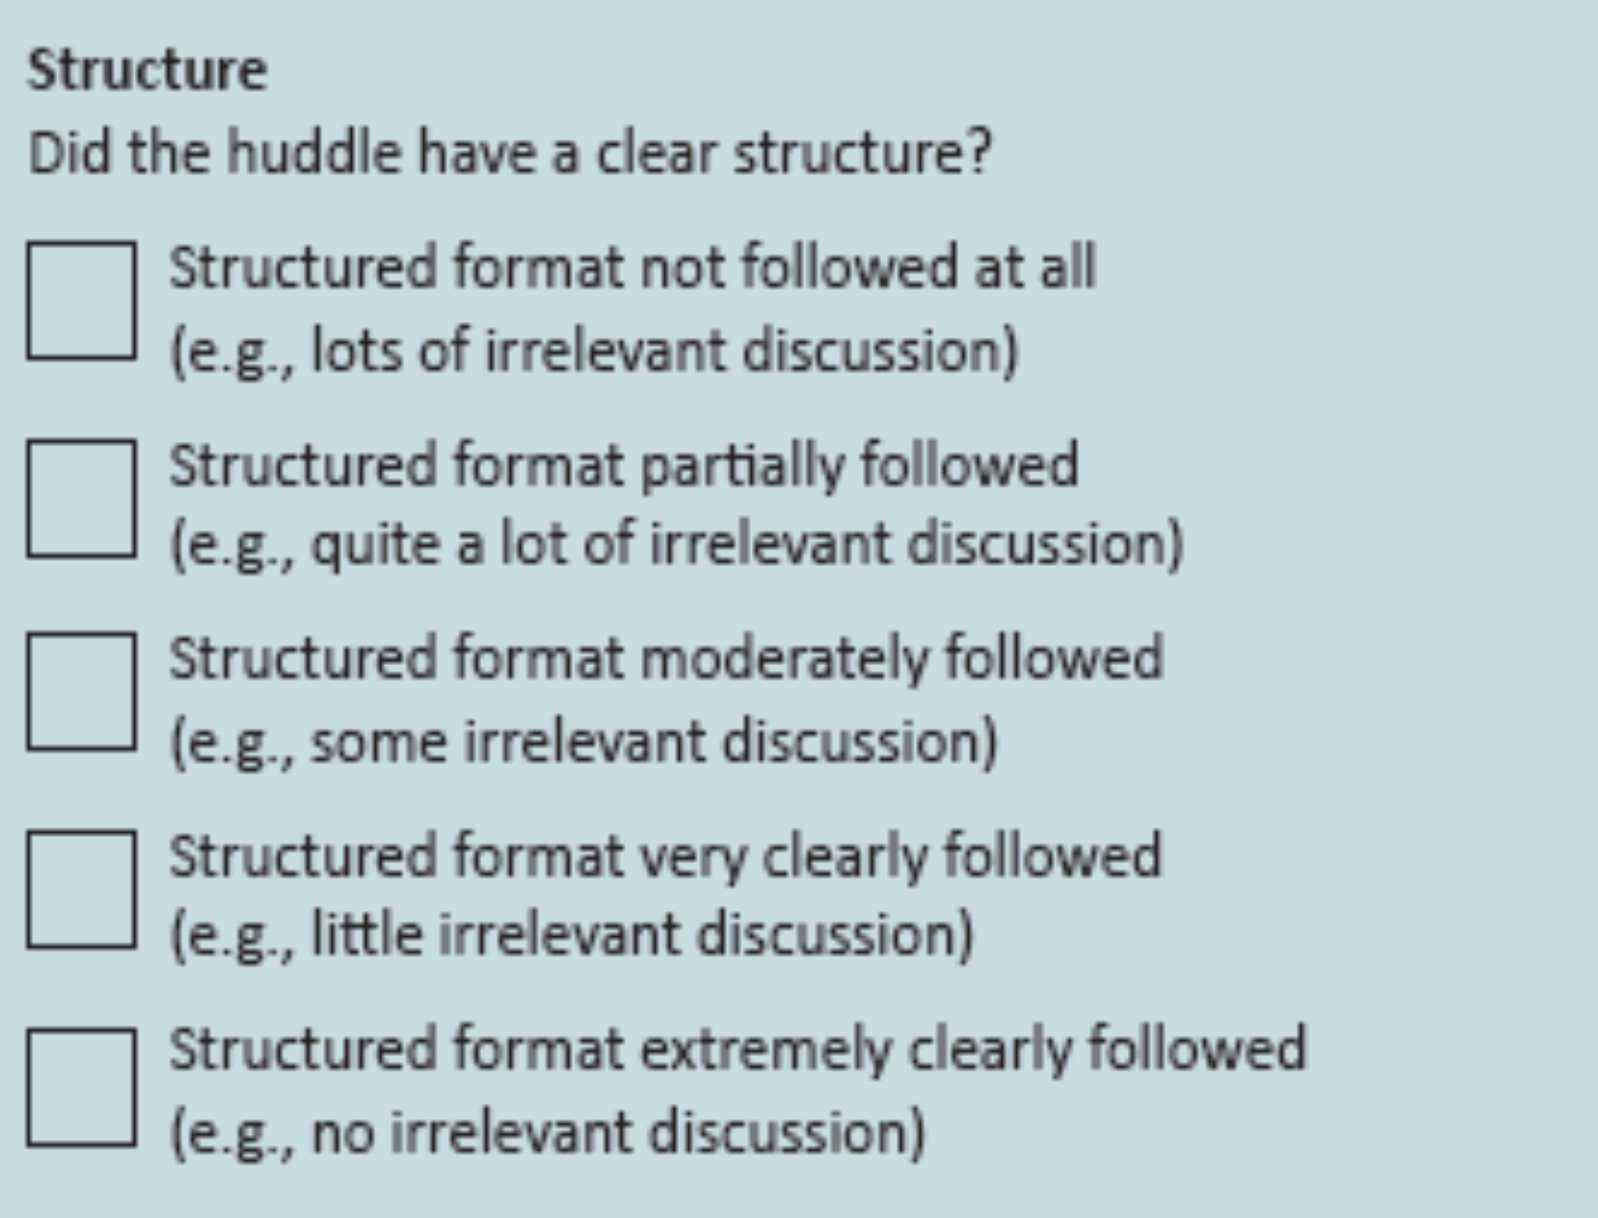 Structure
Did the huddle have a clear structure?
Structured format not followed at all
(e.g., lots of irrelevant discussion)
Structured format partially followed
(e.g., quite a lot of irrelevant discussion)
Structured format moderately followed
(e.g., some irrelevant discussion)
Structured format very clearly followed
(e.g., little irrelevant discussion)
Structured format extremely clearly followed
(e.g., no irrelevant discussion)